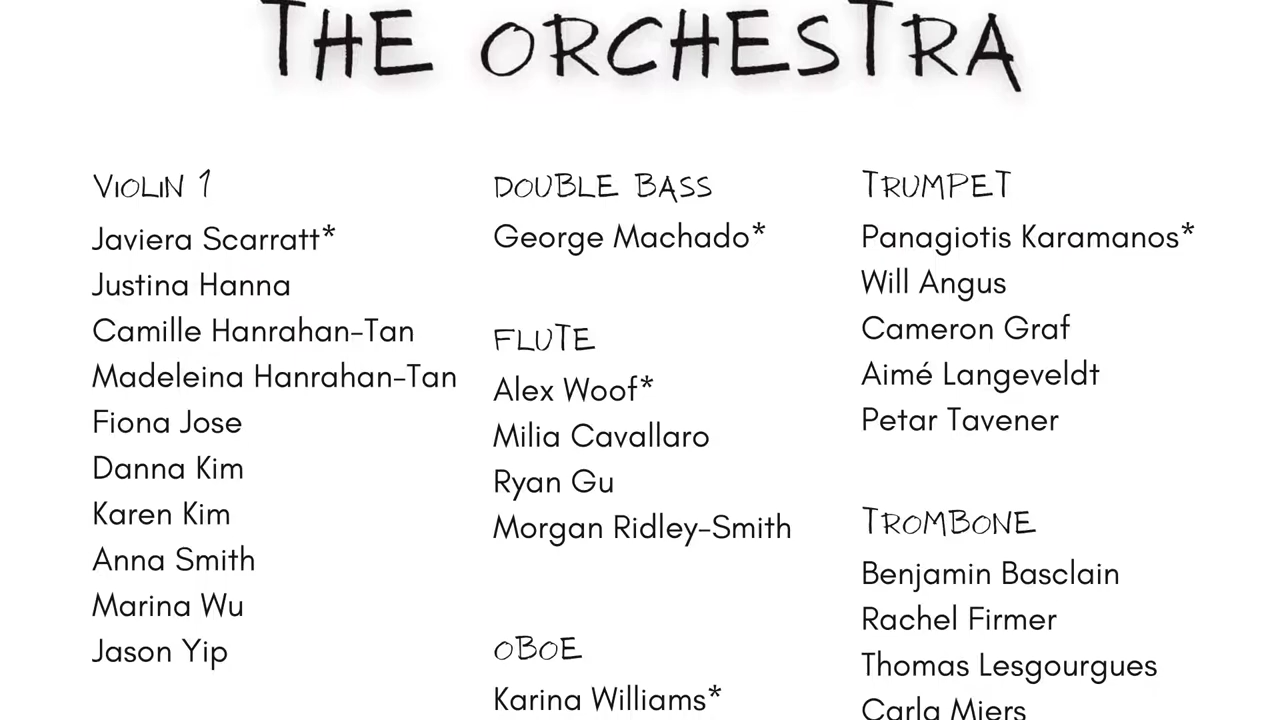 THE ORCHESTRA
VIOLIN 1
Javiera Scarratt*
Justina Hanna
Camille Hanrahan-Tan
Madeleina Hanrahan-Tan
Fiona Jose
Danna Kim
Karen Kim
Anna Smith
Marina Wu
Jason Yip
DOUBLE BASS
George Machado*
FLUTE
Alex Woof*
Milia Cavallaro
Ryan Gu
Morgan Ridley-Smith
OBOE
Karina Williams*
TRUMPET
Panagiotis Karamanos*
Will Angus
Cameron Graf
Aimé Langeveldt
Petar Tavener
TROMBONE
Benjamin Basclain
Rachel Firmer
Thomas Lesgourgues
Carla Miers